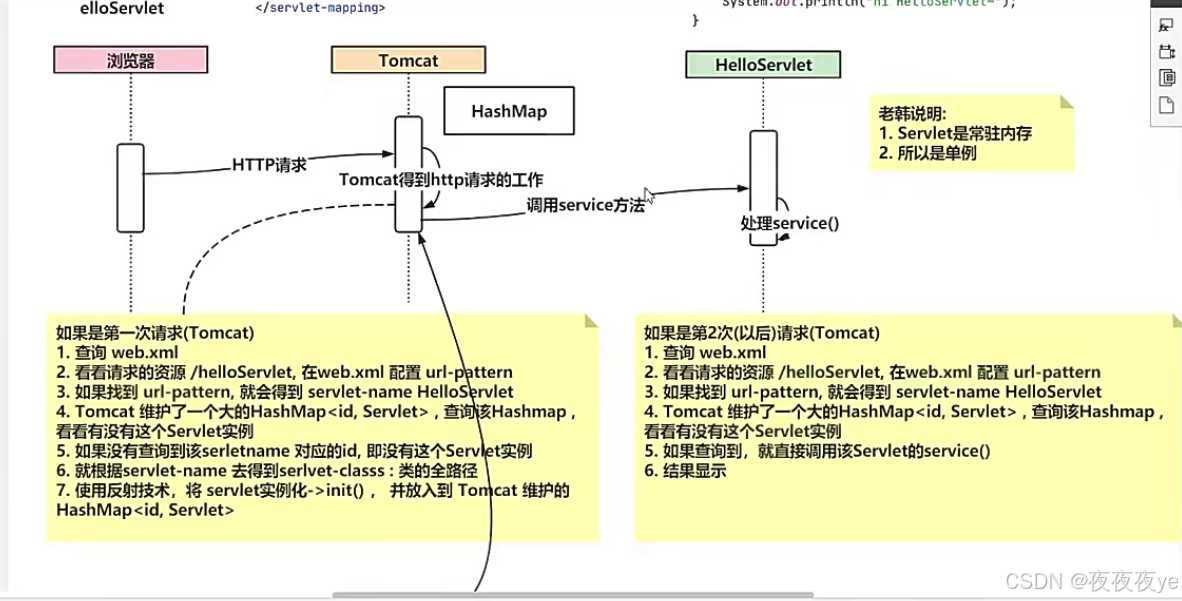 elloServlet
</servlet-mapping>
System.out.println("hi HelloServlet~");
}
浏览器
Tomcat
HelloServlet
HashMap
老韩说明:
1. Servlet是常驻内存
2. 所以是单例
HTTP请求
Tomcat得到http请求的工作
调用service方法
处理service()
如果是第一次请求(Tomcat)
1. 查询 web.xml
2. 看看请求的资源 /helloServlet, 在web.xml 配置 url-pattern
3. 如果找到 url-pattern, 就会得到 servlet-name HelloServlet
4. Tomcat 维护了一个大的HashMap<id, Servlet> , 查询该Hashmap ,
看看有没有这个Servlet实例
5. 如果没有查询到该serletname 对应的id, 即没有这个Servlet实例
6. 就根据servlet-name 去得到serlvet-classs : 类的全路径
7. 使用反射技术，将 servlet实例化->init() ， 并放入到 Tomcat 维护的
HashMap<id, Servlet>
如果是第2次(以后)请求(Tomcat)
1. 查询 web.xml
2. 看看请求的资源 /helloServlet, 在web.xml 配置 url-pattern
3. 如果找到 url-pattern, 就会得到 servlet-name HelloServlet
4. Tomcat 维护了一个大的HashMap<id, Servlet> , 查询该Hashmap ,
看看有没有这个Servlet实例
5. 如果查询到，就直接调用该Servlet的service()
6. 结果显示
CSDN @夜夜夜ye